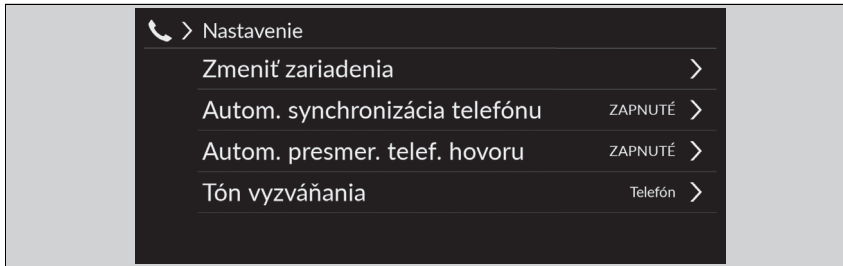 Nastavenie
Zmeniť zariadenia
Autom. synchronizácia telefónu ZAPNUTÉ
Autom. presmer. telef. hovoru ZAPNUTÉ
Tón vyzváňania Telefón